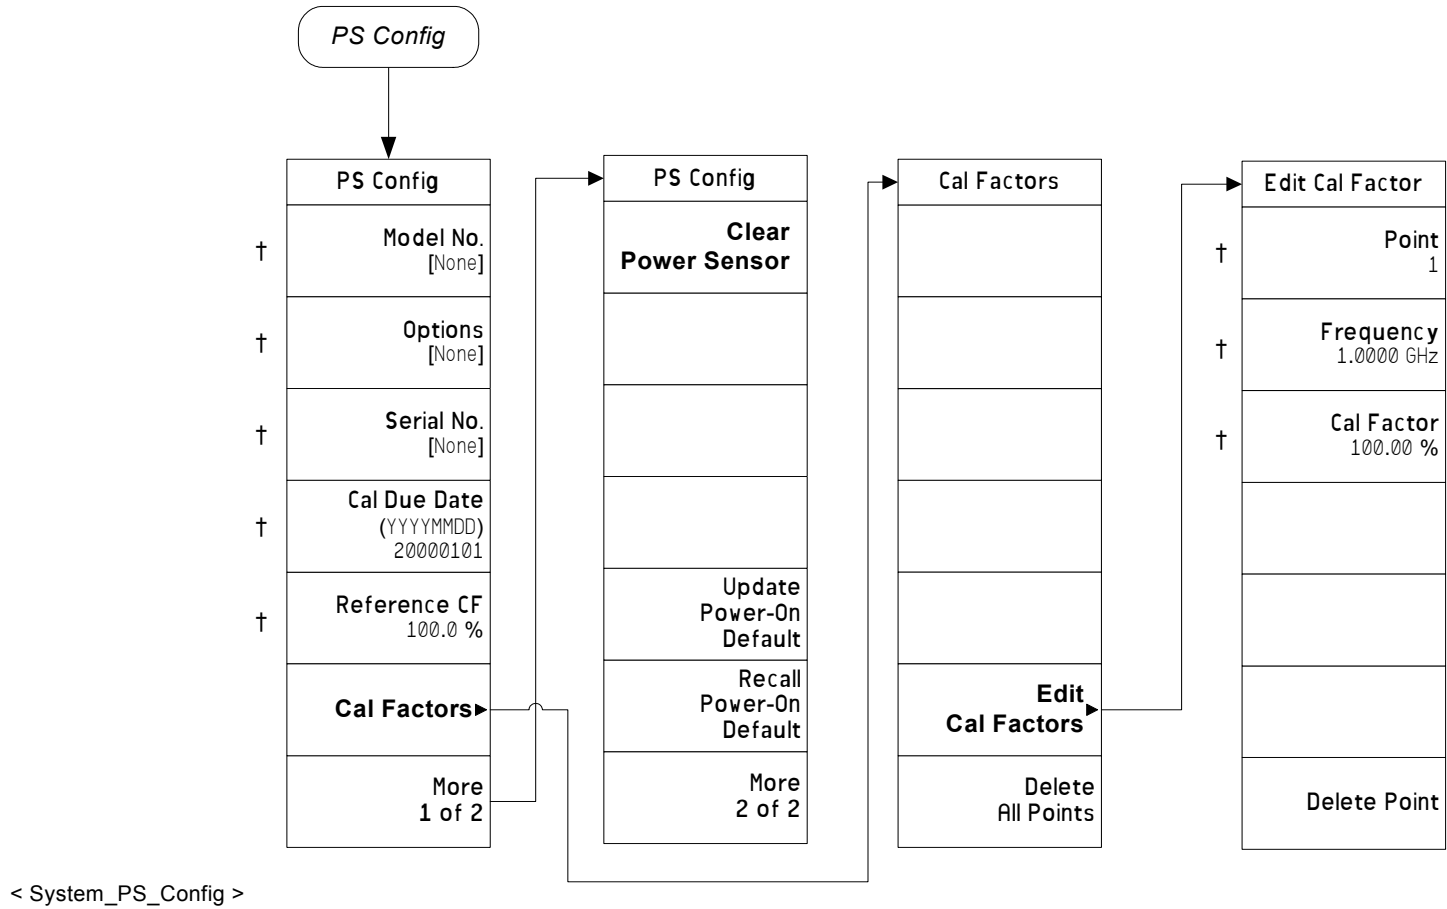 PS Config
PS Config
† Model No.
[None]
† Options
[None]
† Serial No.
[None]
Cal Due Date
† (YYYYMMDD)
20000101
Reference CF
† 100.0 %
Cal Factors
More
1 of 2
PS Config
Clear
Power Sensor
Update
Power-On
Default
Recall
Power-On
Default
More
2 of 2
Cal Factors
Edit
Cal Factors
Delete
All Points
Edit Cal Factor
† Point
1
† Frequency
1.0000 GHz
† Cal Factor
100.00 %
Delete Point
< System_PS_Config >